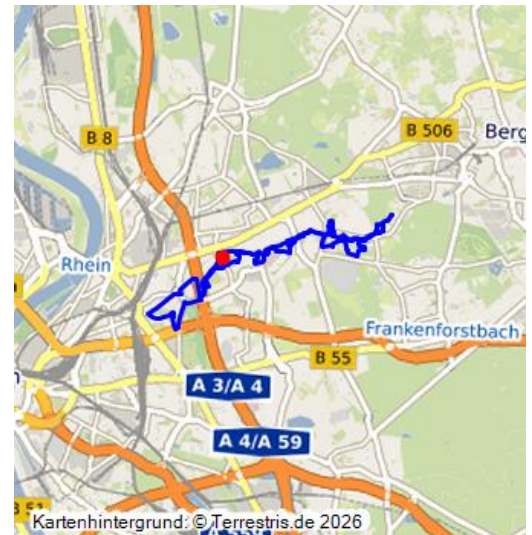 B 506
B 8
Berg
Rhein
Frankenforstbach
B 55
A 3/A 4
A 4/A 59
B 51
Kartenhintergrund: © Terrestris.de 2026